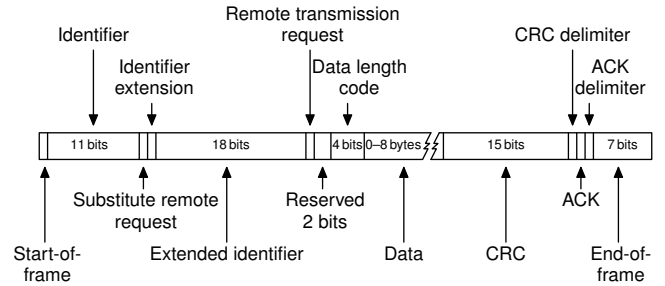 Remote transmission
request
Identifier
CRC delimiter
Identifier
extension
Data length
code
ACK
delimiter
11 bits
18 bits
4 bits
0–8 bytes
15 bits
7 bits
Substitute remote
request
Reserved
2 bits
ACK
Start-of-
frame
Extended identifier
Data
CRC
End-of-
frame